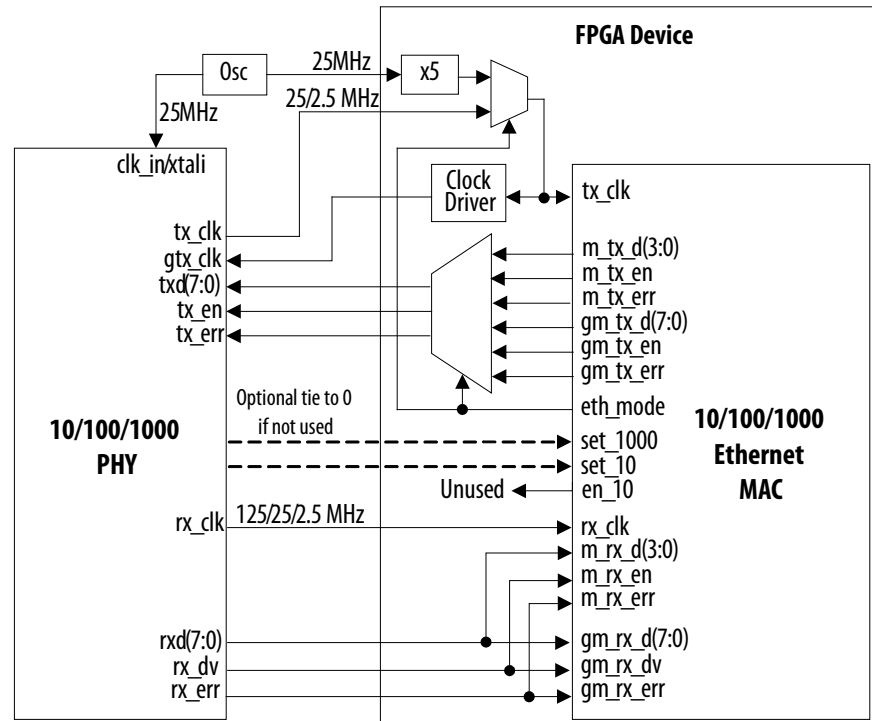 FPGA Device
Osc
25MHz
x5
25/2.5 MHz
25MHz
clk_in/xtali
Clock
Driver
tx_clk
tx_clk
gtx_clk
txd(7:0)
tx_en
tx_err
m_tx_d(3:0)
m_tx_en
m_tx_err
gm_tx_d(7:0)
gm_tx_en
gm_tx_err
Optional tie to 0
if not used
eth_mode
10/100/1000
PHY
10/100/1000
Ethernet
MAC
set_1000
set_10
Unused
en_10
rx_clk
125/25/2.5 MHz
rx_clk
m_rx_d(3:0)
m_rx_en
m_rx_err
rxd(7:0)
rx_dv
rx_err
gm_rx_d(7:0)
gm_rx_dv
gm_rx_err